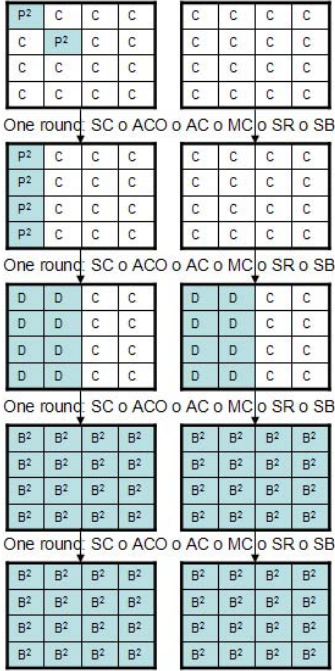 P² C C C C C C C
C P² C C C C C C
C C C C C C C C
C C C C C C C C
One round: SC o ACO o AC o MC o SR o SB
P² C C C C C C C
P² C C C C C C C
P² C C C C C C C
P² C C C C C C C
One round: SC o ACO o AC o MC o SR o SB
D D C C D D C C
D D C C D D C C
D D C C D D C C
D D C C D D C C
One round: SC o ACO o AC o MC o SR o SB
B² B² B² B² B² B² B² B²
B² B² B² B² B² B² B² B²
B² B² B² B² B² B² B² B²
B² B² B² B² B² B² B² B²
One round: SC o ACO o AC o MC o SR o SB
B² B² B² B² B² B² B² B²
B² B² B² B² B² B² B² B²
B² B² B² B² B² B² B² B²
B² B² B² B² B² B² B² B²